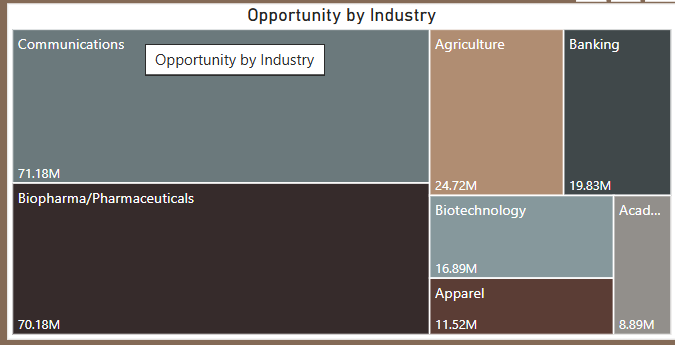 Opportunity by Industry
Communications
Opportunity by Industry
71.18M
Biopharma/Pharmaceuticals
70.18M
Agriculture
24.72M
Banking
19.83M
Biotechnology
16.89M
Apparel
11.52M
Acad...
8.89M